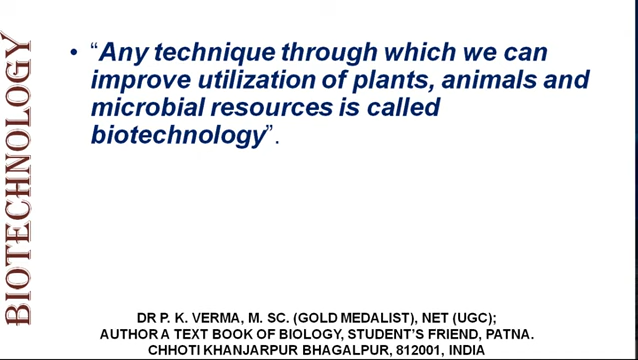 BIOTECHNOLOGY
• “Any technique through which we can
improve utilization of plants, animals and
microbial resources is called
biotechnology”.
DR P. K. VERMA, M. SC. (GOLD MEDALIST), NET (UGC);
AUTHOR A TEXT BOOK OF BIOLOGY, STUDENT'S FRIEND, PATNA.
CHHOTI KHANJARPUR BHAGALPUR, 812001, INDIA